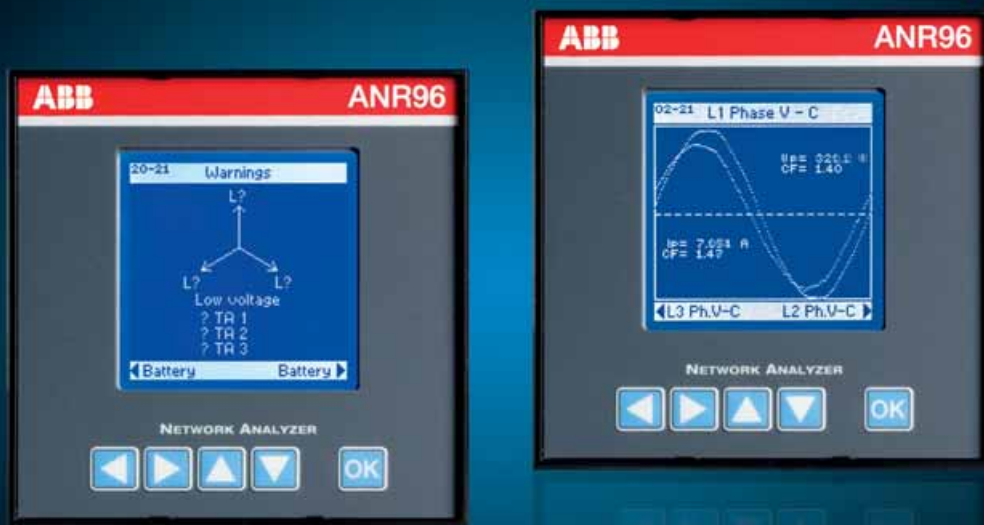 ABB ANR96
20-21 Warnings
L?
L? L?
Low voltage
? TA 1
? TA 2
? TA 3
Battery Battery
NETWORK ANALYZER
OK
ABB ANR96
02-21 L1 Phase V - C
CF= 1.40
A
CF= 1.47
L3 Ph.V-C L2 Ph.V-C
NETWORK ANALYZER
OK